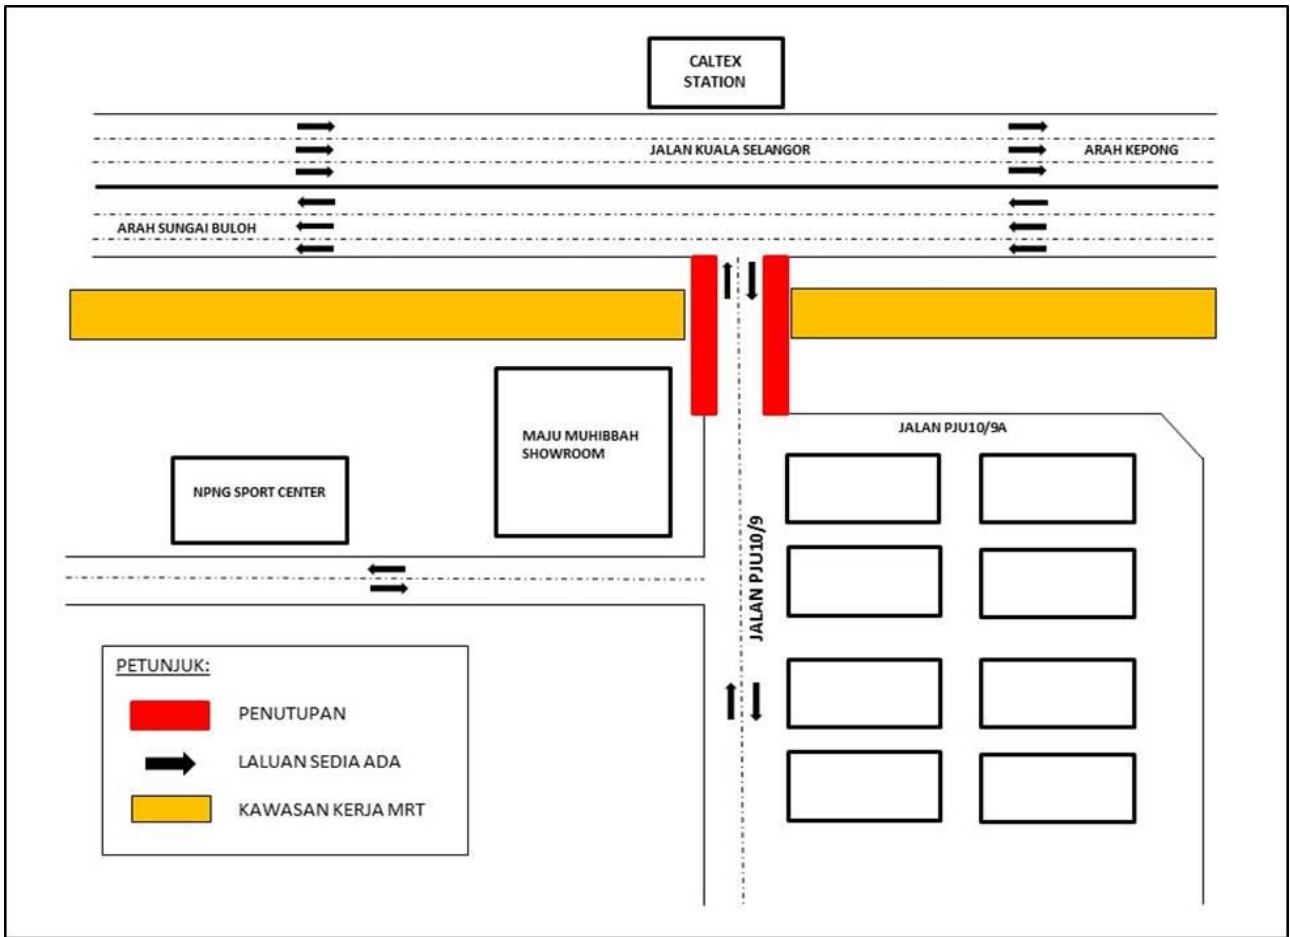 CALTEX
STATION
JALAN KUALA SELANGOR
ARAH KEPONG
ARAH SUNGAI BULOH
MAJU MUHIBBAH
SHOWROOM
JALAN PJU10/9A
NPNG SPORT CENTER
JALAN PJU10/9
PETUNJUK:
PENUTUPAN
LALUAN SEDIA ADA
KAWASAN KERJA MRT